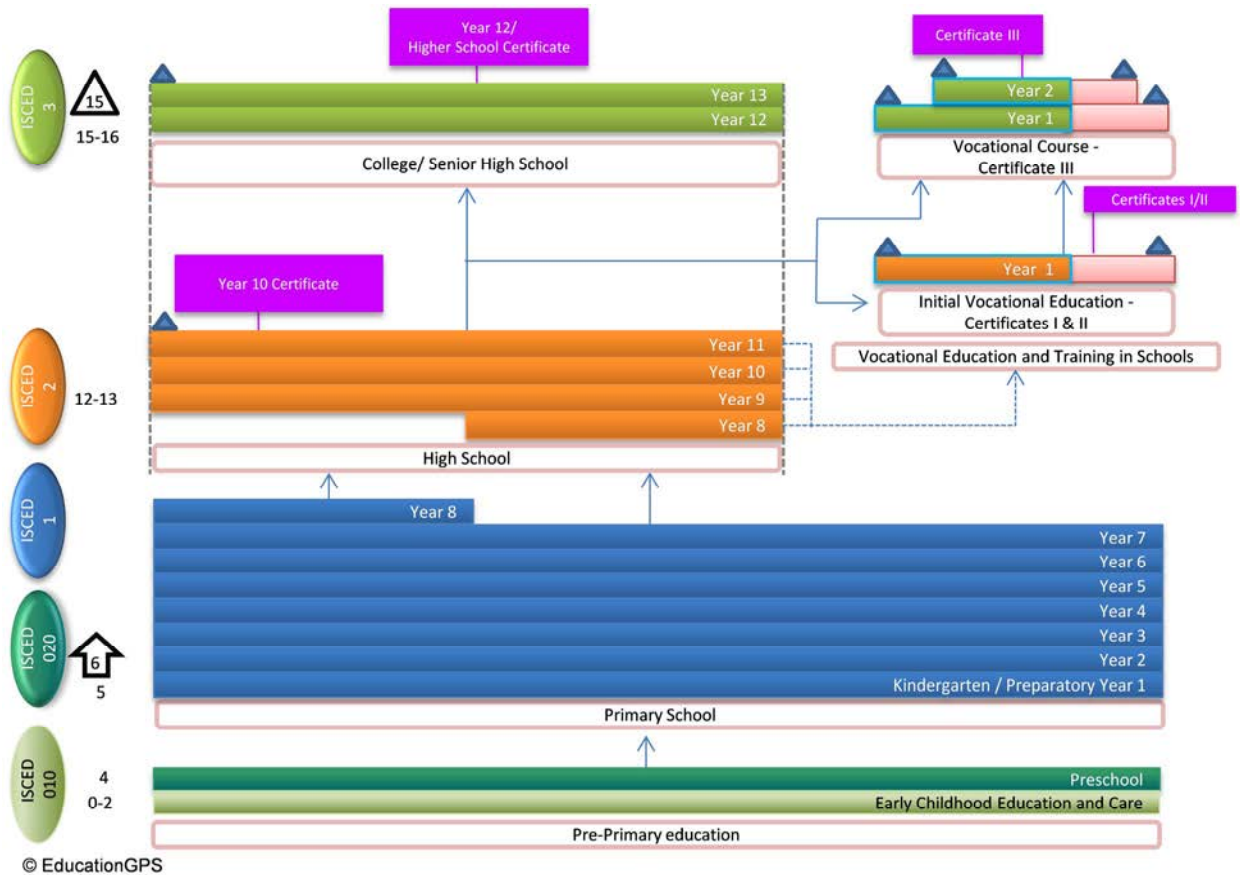 Year 12/
Higher School Certificate
Certificate III
ISCED
3
15
15-16
Year 13
Year 12
Year 2
Year 1
College/ Senior High School
Vocational Course -
Certificate III
Certificates I/II
Year 10 Certificate
Year 1
Initial Vocational Education -
Certificates I & II
Vocational Education and Training in Schools
ISCED
2
12-13
Year 11
Year 10
Year 9
Year 8
High School
ISCED
1
Year 8
Year 7
Year 6
Year 5
Year 4
Year 3
Year 2
Kindergarten / Preparatory Year 1
ISCED
020
6
5
Primary School
ISCED
010
4
0-2
Preschool
Early Childhood Education and Care
Pre-Primary education
© EducationGPS